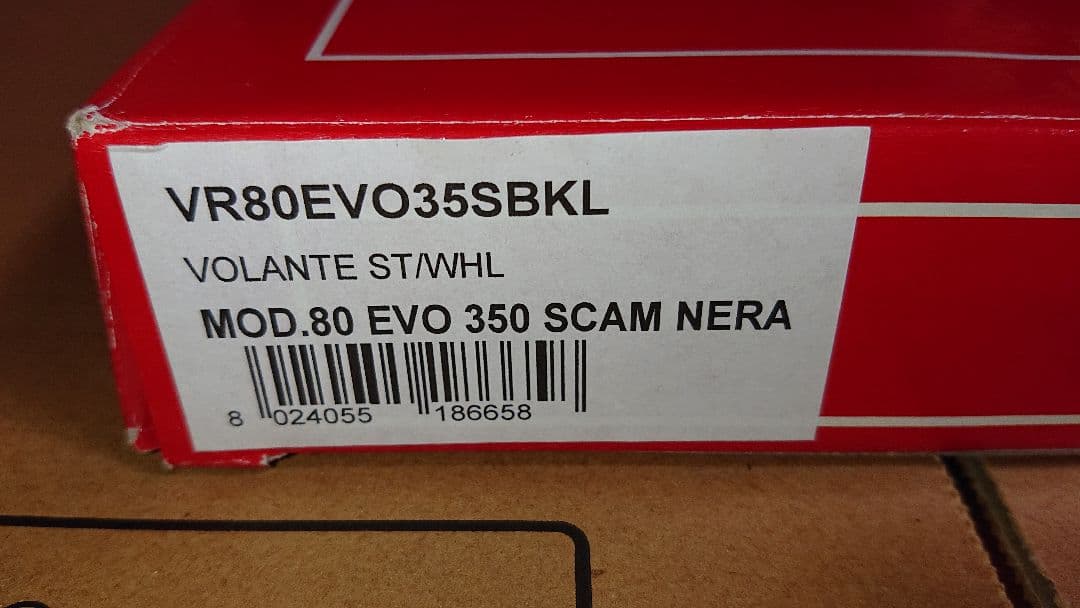 VR80EVO35SBKL
VOLANTE ST/WHL
MOD.80 EVO 350 SCAM NERA
8 024055 186658